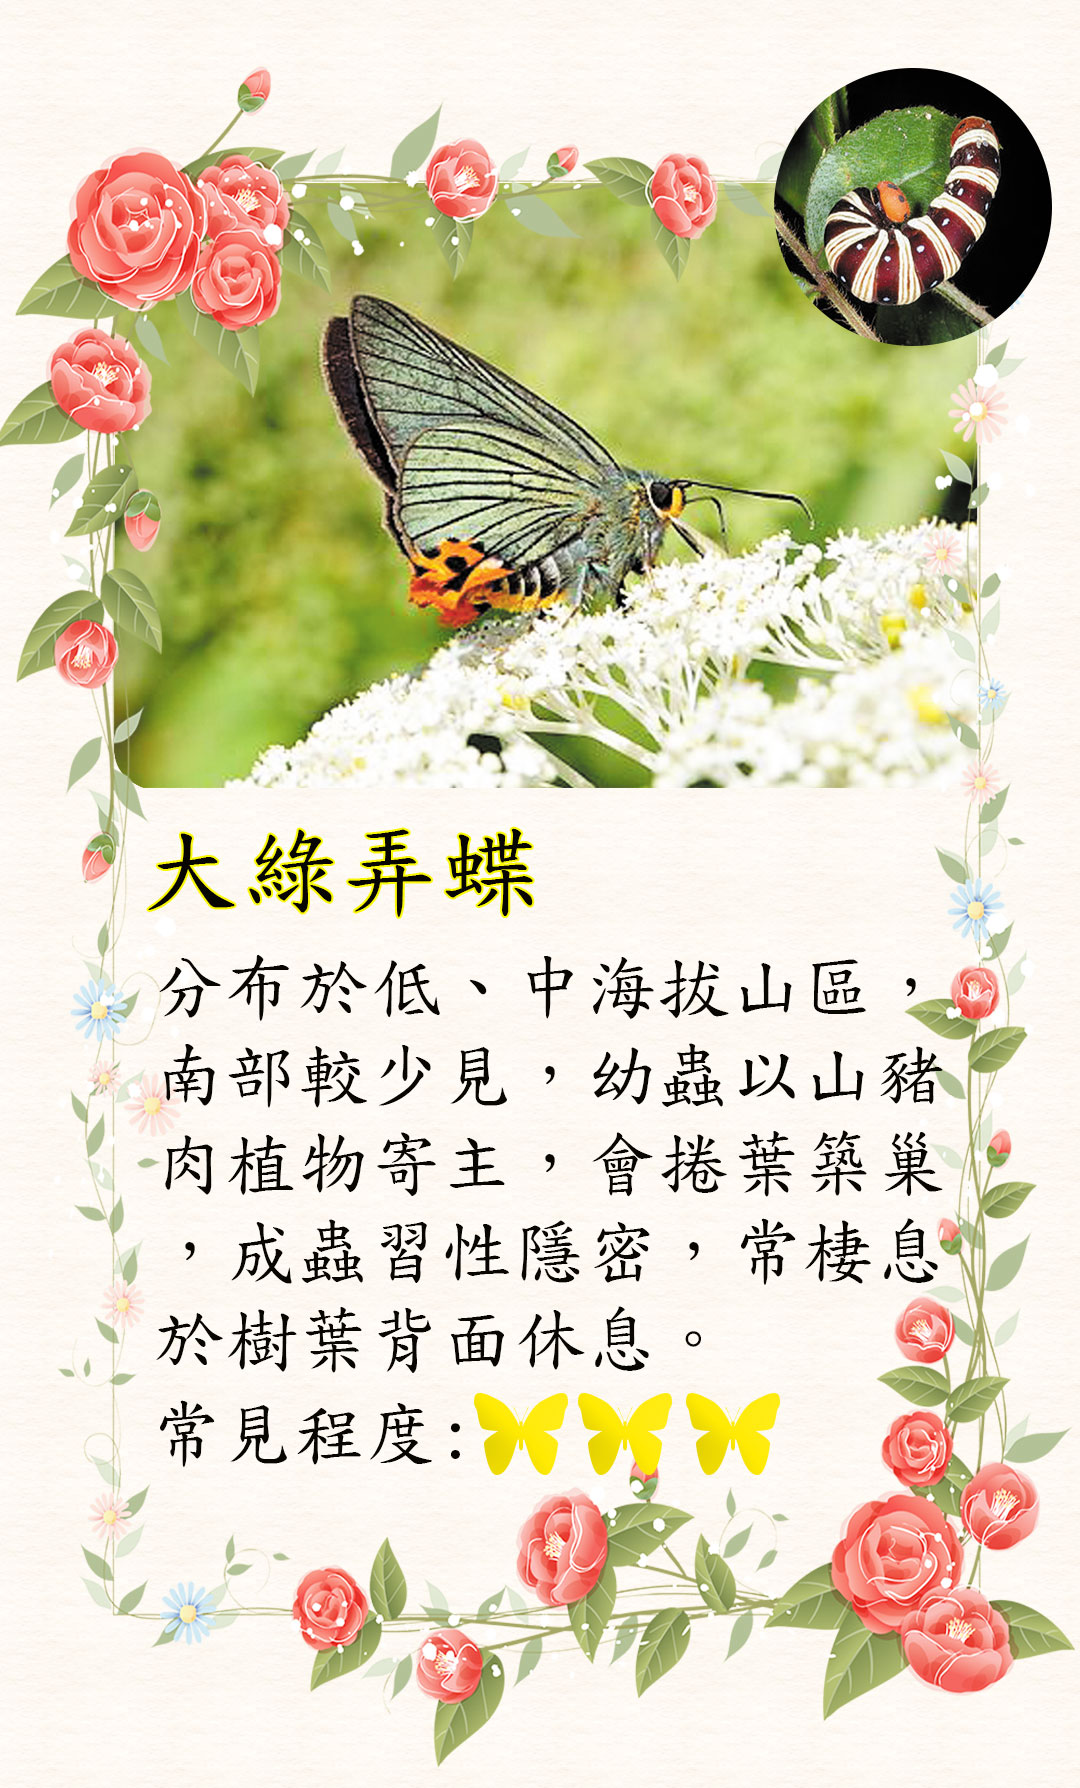 大綠弄蝶
分布於低、中海拔山區，
南部較少見，幼蟲以山豬
肉植物寄主，會捲葉築巢
，成蟲習性隱密，常棲息
於樹葉背面休息。
常見程度: